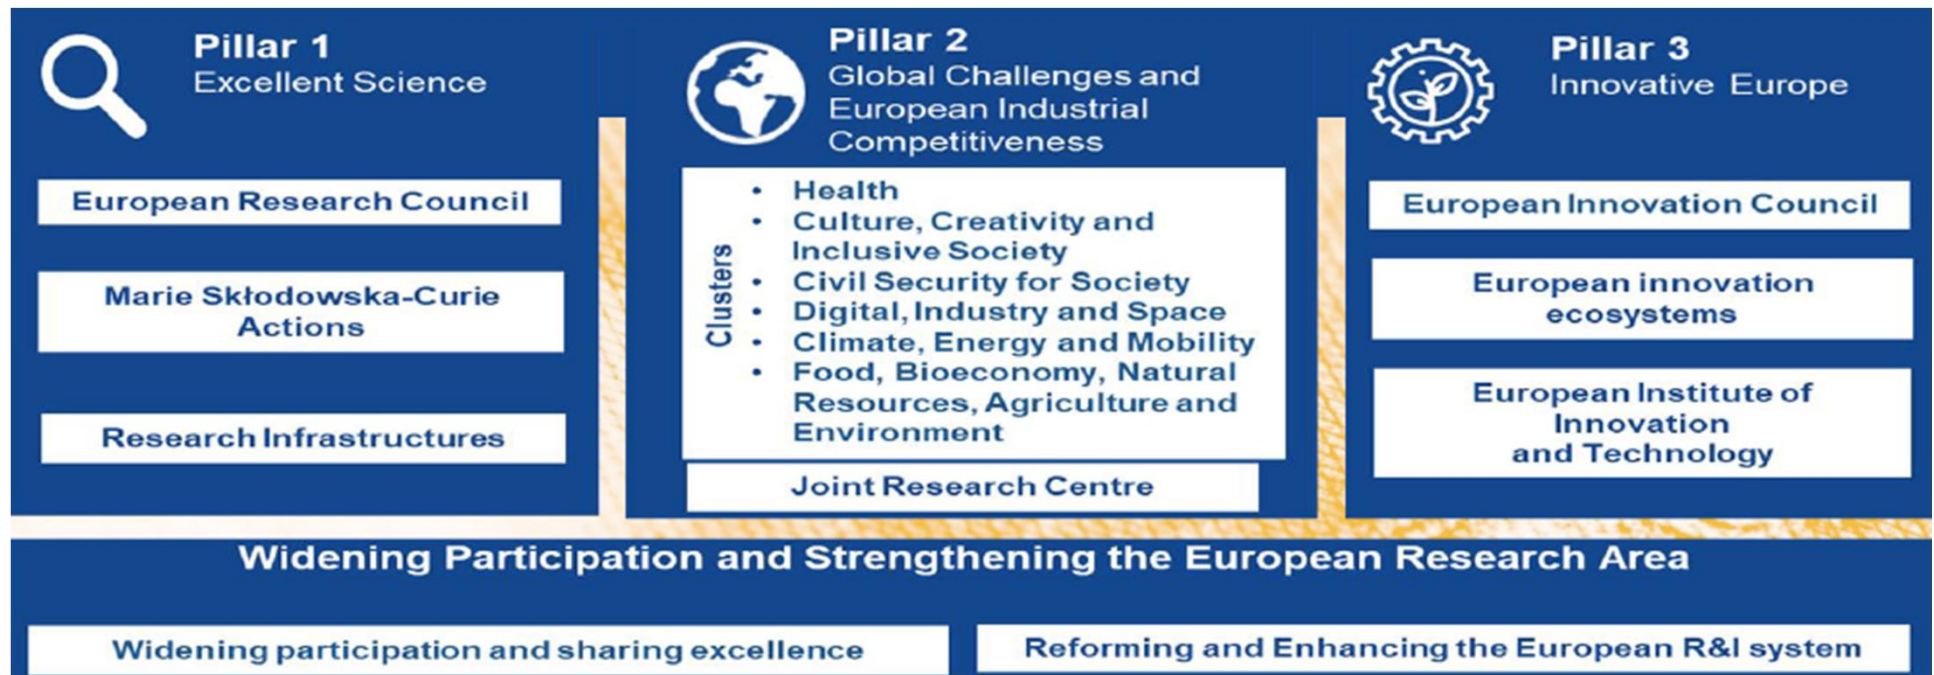 Pillar 1
Excellent Science
European Research Council
Marie Skłodowska-Curie
Actions
Research Infrastructures
Pillar 2
Global Challenges and
European Industrial
Competitiveness
Clusters
• Health
• Culture, Creativity and
Inclusive Society
• Civil Security for Society
• Digital, Industry and Space
• Climate, Energy and Mobility
• Food, Bioeconomy, Natural
Resources, Agriculture and
Environment
Joint Research Centre
Pillar 3
Innovative Europe
European Innovation Council
European innovation
ecosystems
European Institute of
Innovation
and Technology
Widening Participation and Strengthening the European Research Area
Widening participation and sharing excellence
Reforming and Enhancing the European R&I system